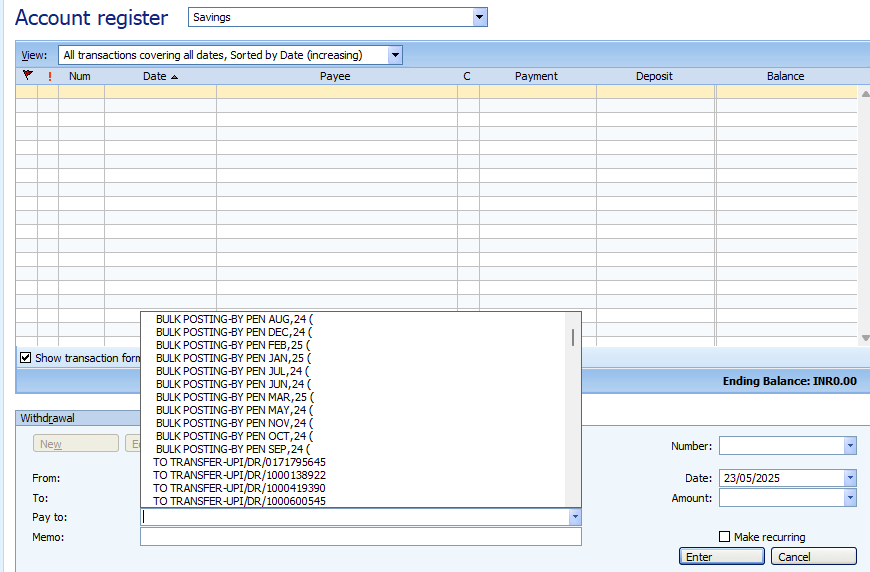 Account register Savings
View: All transactions covering all dates, Sorted by Date (increasing)
! Num Date Payee C Payment Deposit Balance
BULK POSTING-BY PEN AUG,24 (
BULK POSTING-BY PEN DEC,24 (
BULK POSTING-BY PEN FEB,25 (
BULK POSTING-BY PEN JAN,25 (
BULK POSTING-BY PEN JUL,24 (
BULK POSTING-BY PEN JUN,24 (
BULK POSTING-BY PEN MAR,25 (
BULK POSTING-BY PEN MAY,24 (
BULK POSTING-BY PEN NOV,24 (
BULK POSTING-BY PEN OCT,24 (
BULK POSTING-BY PEN SEP,24 (
TO TRANSFER-UPI/DR/0171795645
TO TRANSFER-UPI/DR/1000138922
TO TRANSFER-UPI/DR/1000419390
TO TRANSFER-UPI/DR/1000600545
Show transaction form
Ending Balance: INR0.00
Withdrawal
New
Number:
From:
Date: 23/05/2025
To:
Amount:
Pay to:
Memo:
Make recurring
Enter Cancel